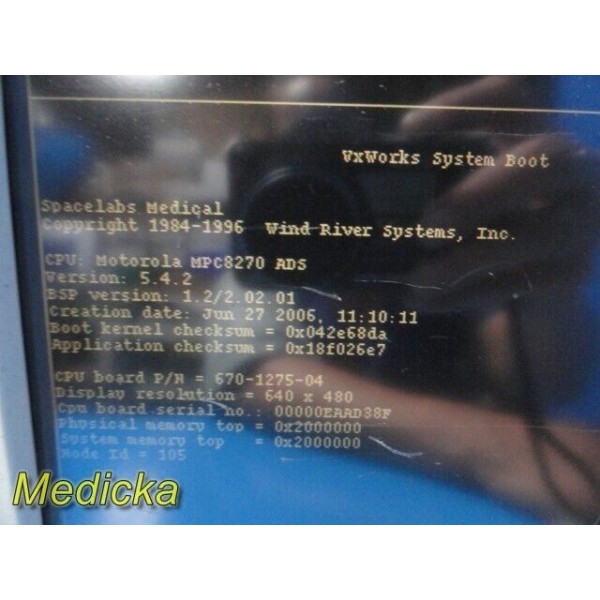 VxWorks System Boot
Spacelabs Medical
Copyright 1984-1996 Wind River Systems, Inc.
CPU: Motorola MPC8270 ADS
Version: 5.4.2
BSP version: 1.2/2.02.01
Creation date: Jun 27 2006, 11:10:11
Boot kernel checksum = 0x042e68da
Application checksum = 0x18f026e7
CPU board P/N = 670-1275-04
Display resolution = 640 x 480
Cpu board serial no.: 00000EAAD38F
Physical memory top = 0x2000000
System memory top = 0x2000000
Node Id = 105
Medicka